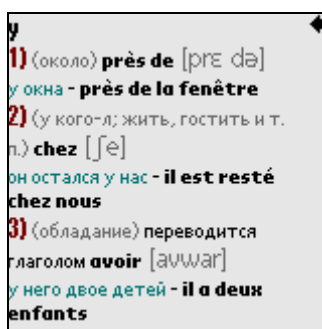 у
1) (около) près de [prɛ də]
у окна - près de la fenêtre
2) (у кого-л; жить, гостить и т.
п.) chez [ʃe]
он остался у нас - il est resté
chez nous
3) (обладание) переводится
глаголом avoir [avwar]
у него двое детей - il a deux
enfants